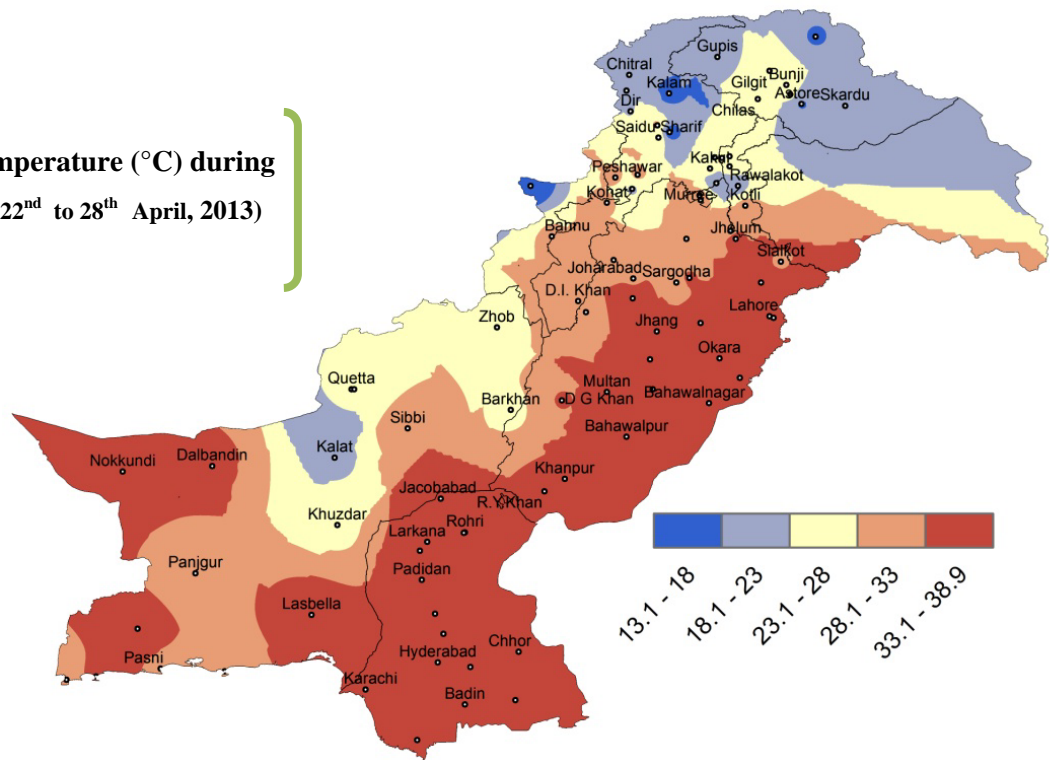 mperature (°C) during
22nd to 28th April, 2013)
Gupis
Chitral
Kalam
Gilgit
Bunji
Dir
Chilas
Astore
Skardu
Saidu Sharif
Peshawar
Rawalakot
Kohat
Murree
Kotli
Bannu
Jhelum
Sialkot
Joharabad
Sargodha
D.I. Khan
Zhob
Lahore
Jhang
Okara
Quetta
Multan
Barkhan
D G Khan
Bahawalnagar
Sibbi
Bahawalpur
Kalat
Nokkundi
Dalbandin
Khanpur
Jacobabad
R.Y.Khan
Khuzdar
Rohri
Larkana
Panjgur
Padidan
Lasbella
Chhor
Hyderabad
Pasni
Karachi
Badin
13.1 - 18
18.1 - 23
23.1 - 28
28.1 - 33
33.1 - 38.9